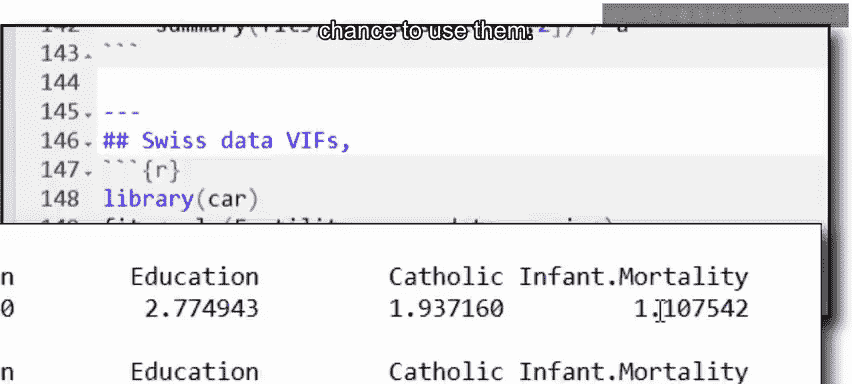 chance to use them.
143
144
145 ---
146 ## Swiss data VIFs,
147 ```{r}
148 library(car)
n Education Catholic Infant.Mortality
0 2.774943 1.937160 1.107542
n Education Catholic Infant.Mortality